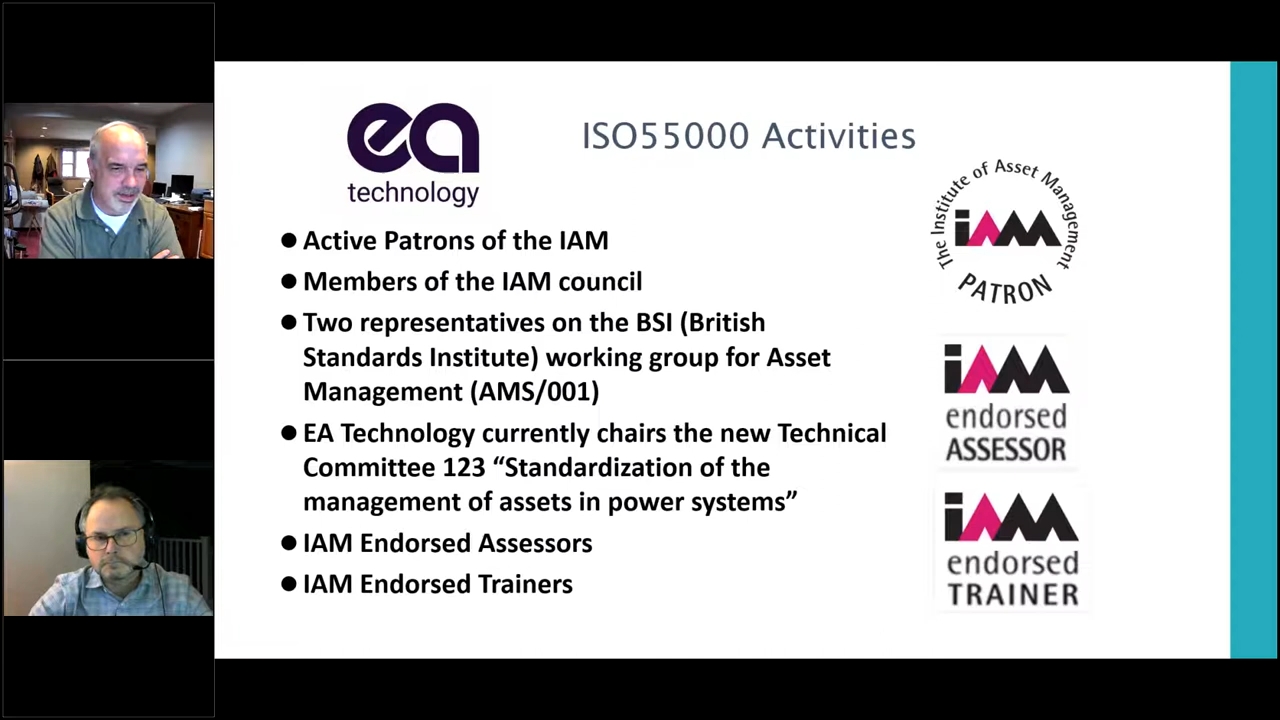 ea
technology
ISO55000 Activities
The Institute of Asset Management
iAM
PATRON
● Active Patrons of the IAM
● Members of the IAM council
● Two representatives on the BSI (British
Standards Institute) working group for Asset
Management (AMS/001)
● EA Technology currently chairs the new Technical
Committee 123 “Standardization of the
management of assets in power systems”
● IAM Endorsed Assessors
● IAM Endorsed Trainers
iAM
endorsed
ASSESSOR
iAM
endorsed
TRAINER